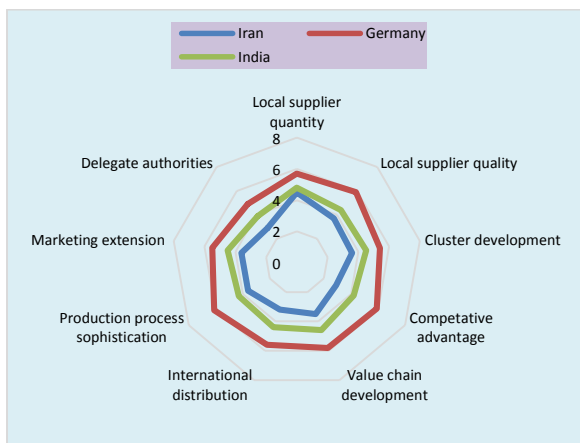 Iran
Germany
India
Local supplier
quantity
Local supplier quality
Cluster development
Competative
advantage
Value chain
development
International
distribution
Production process
sophistication
Marketing extension
Delegate authorities
8
6
4
2
0